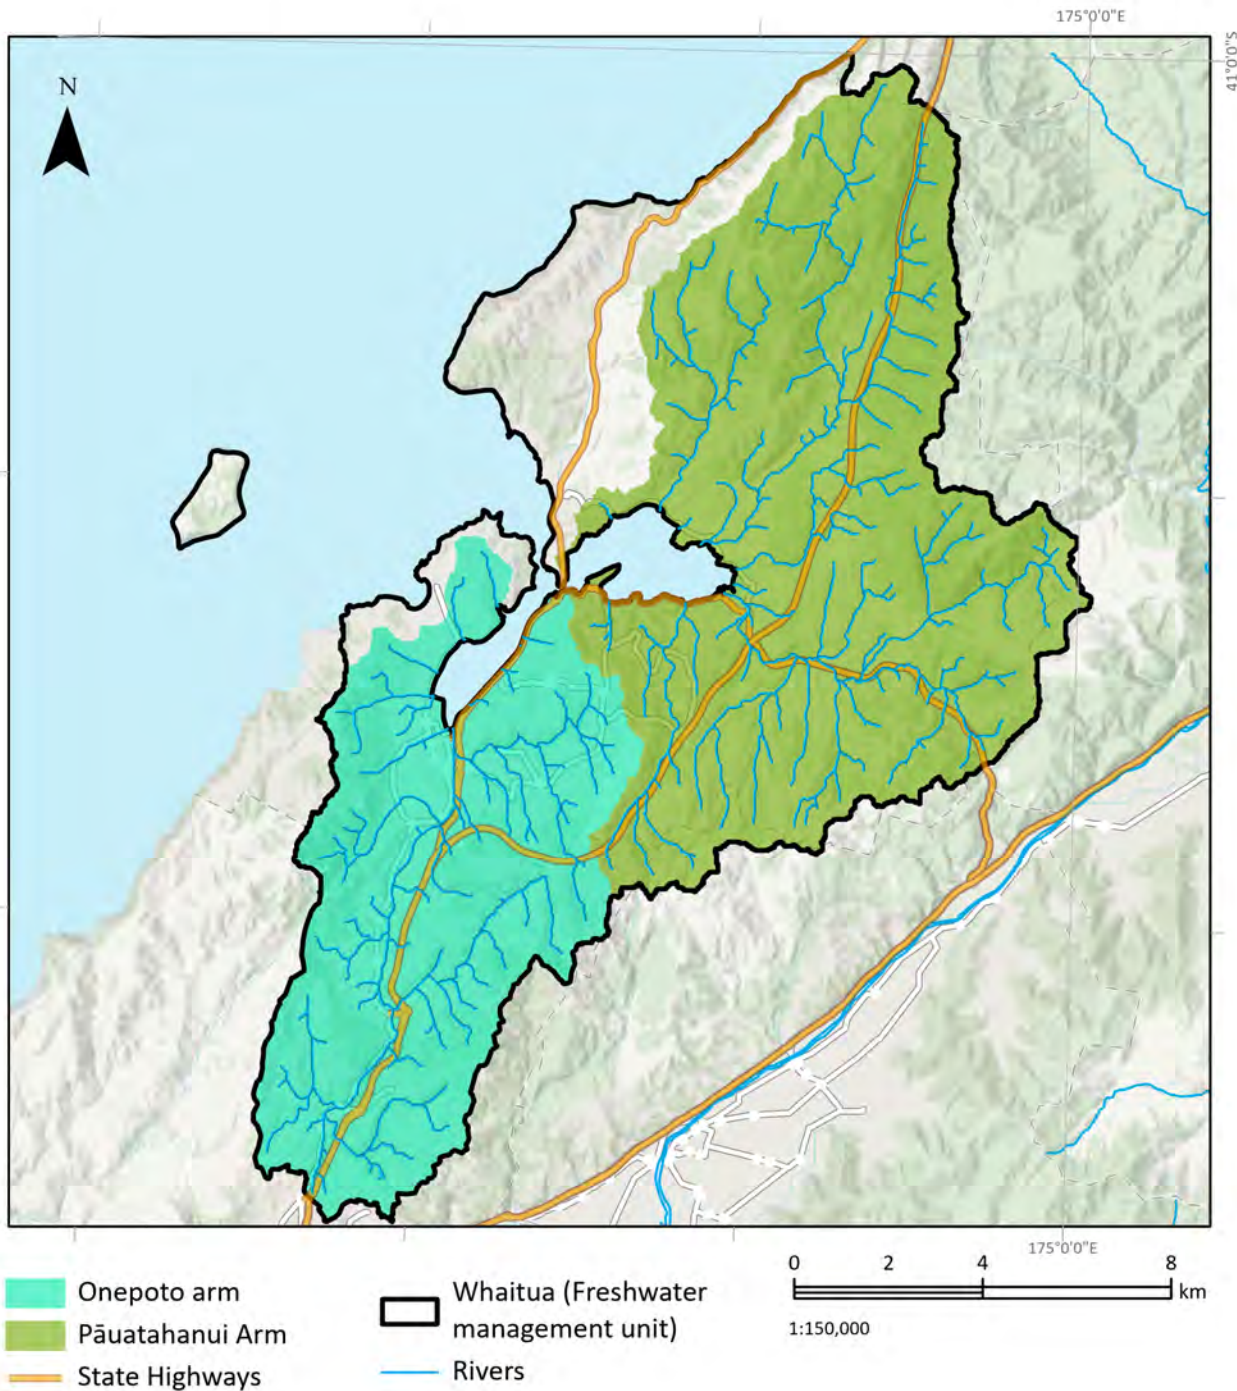 175°0'0"E
41°0'0"S
N
175°0'0"E
Onepoto arm
Pāuatahanui Arm
State Highways
Whaitua (Freshwater
management unit)
Rivers
0 2 4 8
km
1:150,000